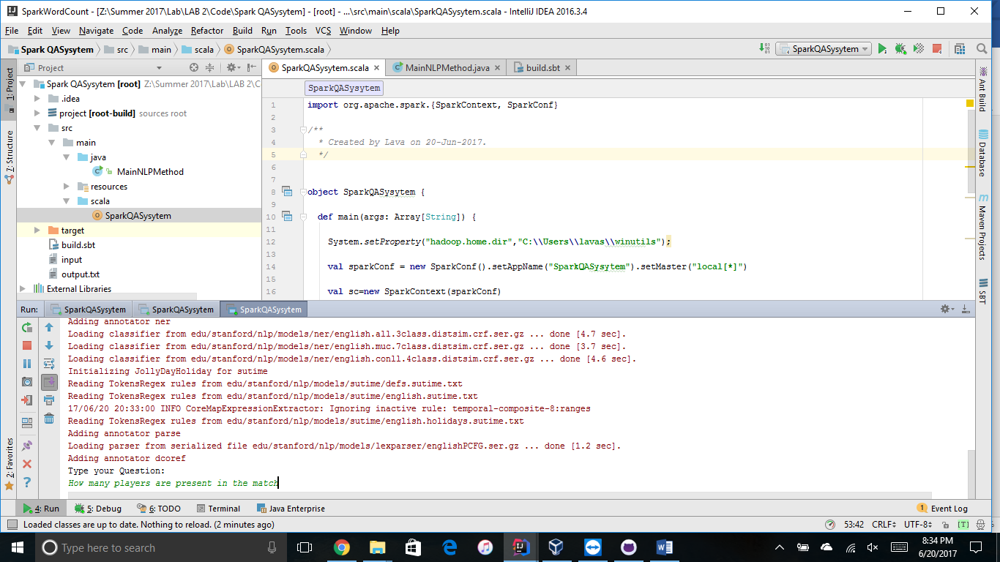 SparkWordCount - [Z:\Summer 2017\Lab\LAB 2\Code\Spark QASysytem] - [root] - ...\src\main\scala\SparkQASysytem.scala - IntelliJ IDEA 2016.3.4
File Edit View Navigate Code Analyze Refactor Build Run Tools VCS Window Help
Spark QASysytem src main scala SparkQASysytem.scala SparkQASysytem
1: Project
7: Structure
2: Favorites
Project
Spark QASysytem [root] Z:\Summer 2017\Lab\LAB 2\C
.idea
project [root-build] sources root
src
main
java
MainNLPMethod
resources
scala
SparkQASysytem
target
build.sbt
input
output.txt
External Libraries
SparkQASysytem.scala MainNLPMethod.java build.sbt
SparkQASysytem
1 import org.apache.spark.{SparkContext, SparkConf}
2
3 /**
4 * Created by Lava on 20-Jun-2017.
5 */
6
7
8 object SparkQASysytem {
9
10 def main(args: Array[String]) {
11
12 System.setProperty("hadoop.home.dir","C:\\Users\\lavas\\winutils");
13
14 val sparkConf = new SparkConf().setAppName("SparkQASysytem").setMaster("local[*]")
15
16 val sc=new SparkContext(sparkConf)
Ant Build
Database
Maven Projects
SBT
Run: SparkQASysytem SparkQASysytem SparkQASysytem
Adding annotator ner
Loading classifier from edu/stanford/nlp/models/ner/english.all.3class.distsim.crf.ser.gz ... done [4.7 sec].
Loading classifier from edu/stanford/nlp/models/ner/english.muc.7class.distsim.crf.ser.gz ... done [3.7 sec].
Loading classifier from edu/stanford/nlp/models/ner/english.conll.4class.distsim.crf.ser.gz ... done [4.6 sec].
Initializing JollyDayHoliday for sutime
Reading TokensRegex rules from edu/stanford/nlp/models/sutime/defs.sutime.txt
Reading TokensRegex rules from edu/stanford/nlp/models/sutime/english.sutime.txt
17/06/20 20:33:00 INFO CoreMapExpressionExtractor: Ignoring inactive rule: temporal-composite-8:ranges
Reading TokensRegex rules from edu/stanford/nlp/models/sutime/english.holidays.sutime.txt
Adding annotator parse
Loading parser from serialized file edu/stanford/nlp/models/lexparser/englishPCFG.ser.gz ... done [1.2 sec].
Adding annotator dcoref
Type your Question:
How many players are present in the match
4: Run 5: Debug 6: TODO Terminal Java Enterprise 1 Event Log
Loaded classes are up to date. Nothing to reload. (2 minutes ago) 53:42 CRLF UTF-8 [T]
Type here to search
8:34 PM
6/20/2017